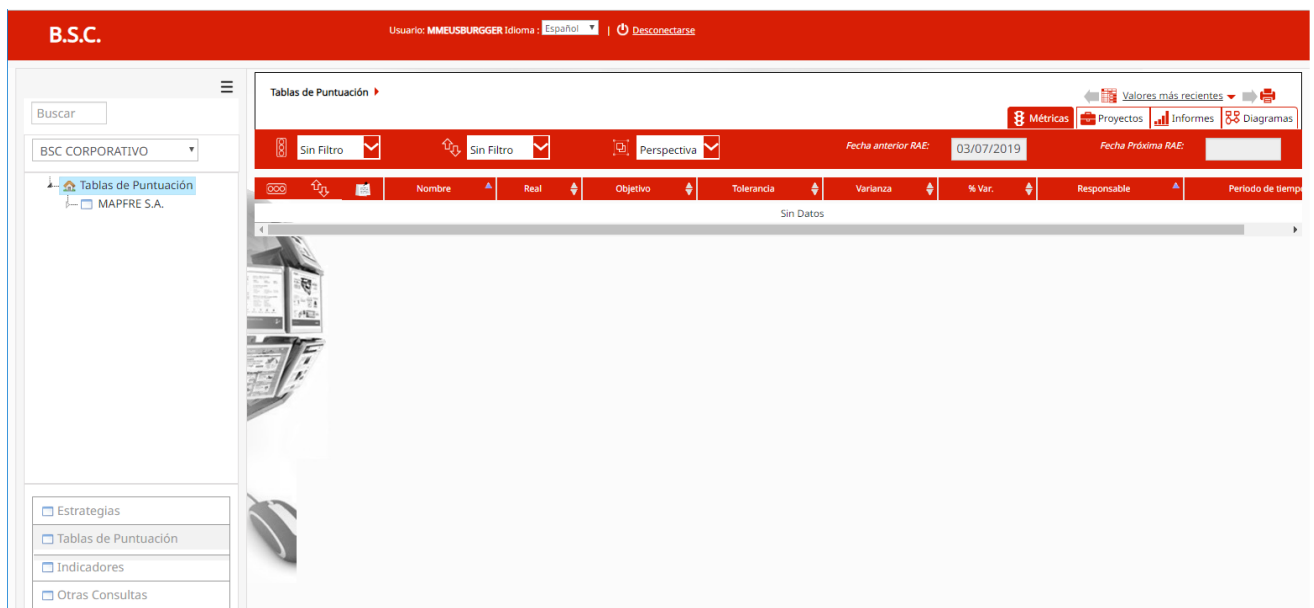 B.S.C.
Usuario: MMEUSBURGGER Idioma : Español | Desconectarse
Buscar
BSC CORPORATIVO
Tablas de Puntuación
MAPFRE S.A.
Estrategias
Tablas de Puntuación
Indicadores
Otras Consultas
Tablas de Puntuación
Valores más recientes
Métricas Proyectos Informes Diagramas
Sin Filtro Sin Filtro Perspectiva Fecha anterior RAE: 03/07/2019 Fecha Próxima RAE:
Nombre Real Objetivo Tolerancia Varianza % Var. Responsable Periodo de tiempo
Sin Datos